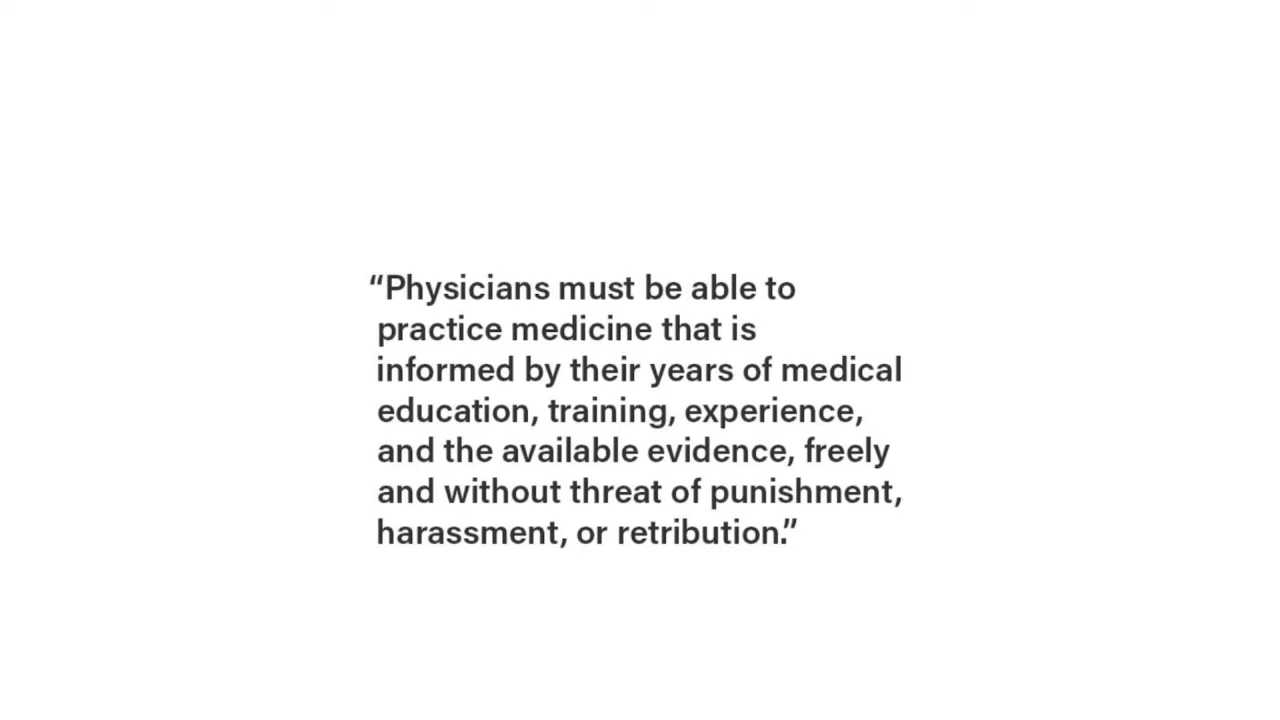 “Physicians must be able to
practice medicine that is
informed by their years of medical
education, training, experience,
and the available evidence, freely
and without threat of punishment,
harassment, or retribution.”